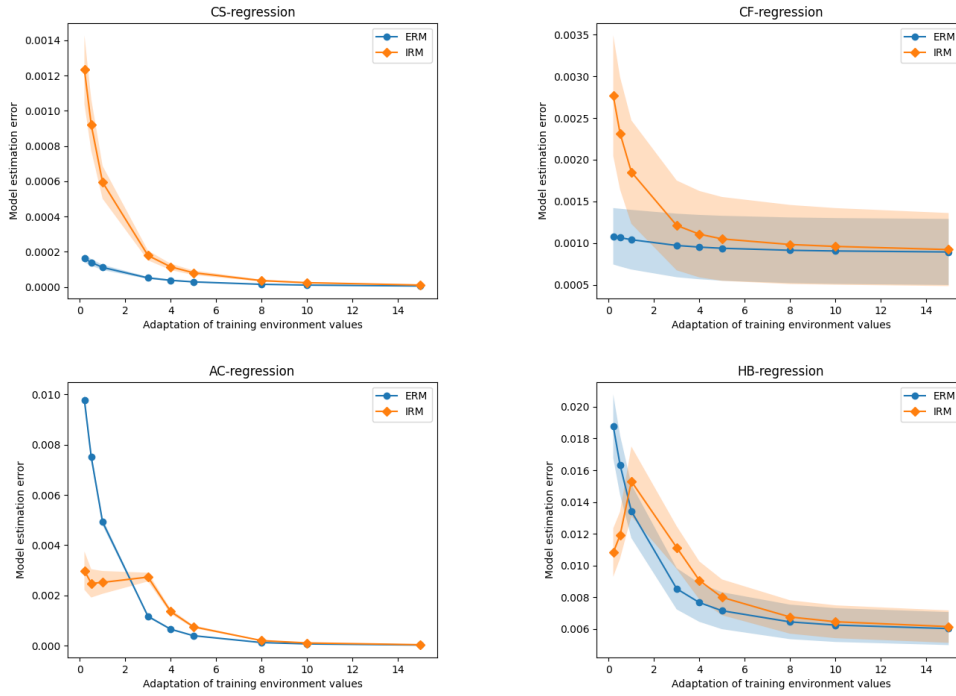 CS-regression
ERM
IRM
Model estimation error
0.0014
0.0012
0.0010
0.0008
0.0006
0.0004
0.0002
0.0000
0 2 4 6 8 10 12 14
Adaptation of training environment values
CF-regression
ERM
IRM
Model estimation error
0.0035
0.0030
0.0025
0.0020
0.0015
0.0010
0.0005
0 2 4 6 8 10 12 14
Adaptation of training environment values
AC-regression
ERM
IRM
Model estimation error
0.010
0.008
0.006
0.004
0.002
0.000
0 2 4 6 8 10 12 14
Adaptation of training environment values
HB-regression
ERM
IRM
Model estimation error
0.020
0.018
0.016
0.014
0.012
0.010
0.008
0.006
0 2 4 6 8 10 12 14
Adaptation of training environment values